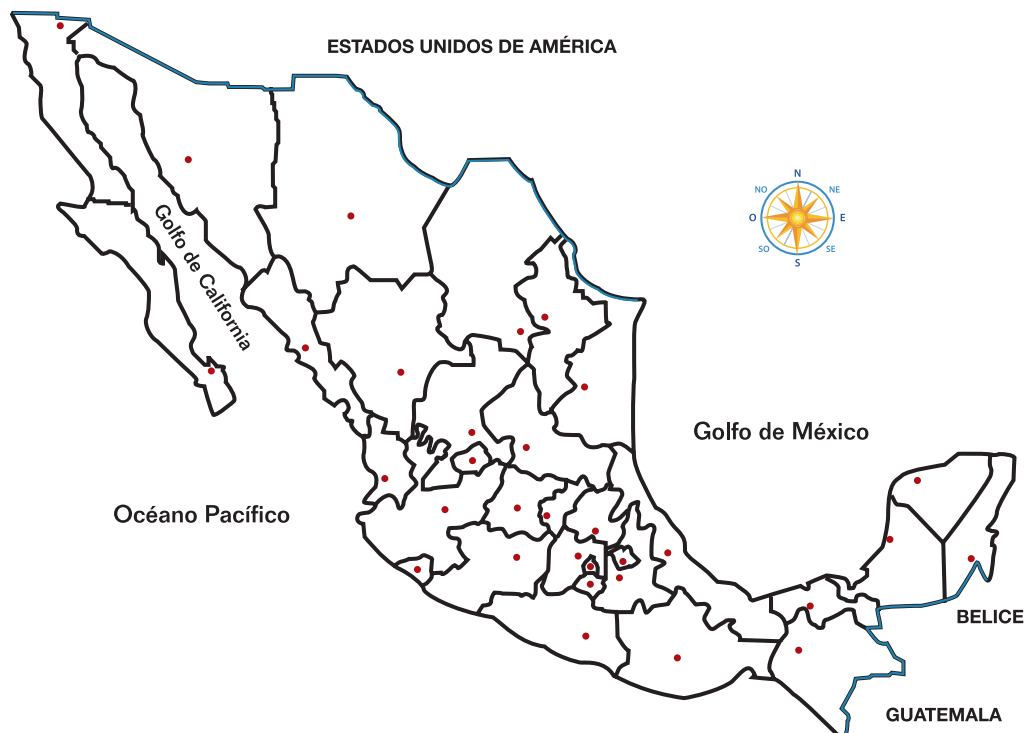 ESTADOS UNIDOS DE AMÉRICA
N
NO
NE
O
E
SO
SE
S
Golfo de California
Golfo de México
Océano Pacífico
BELICE
GUATEMALA